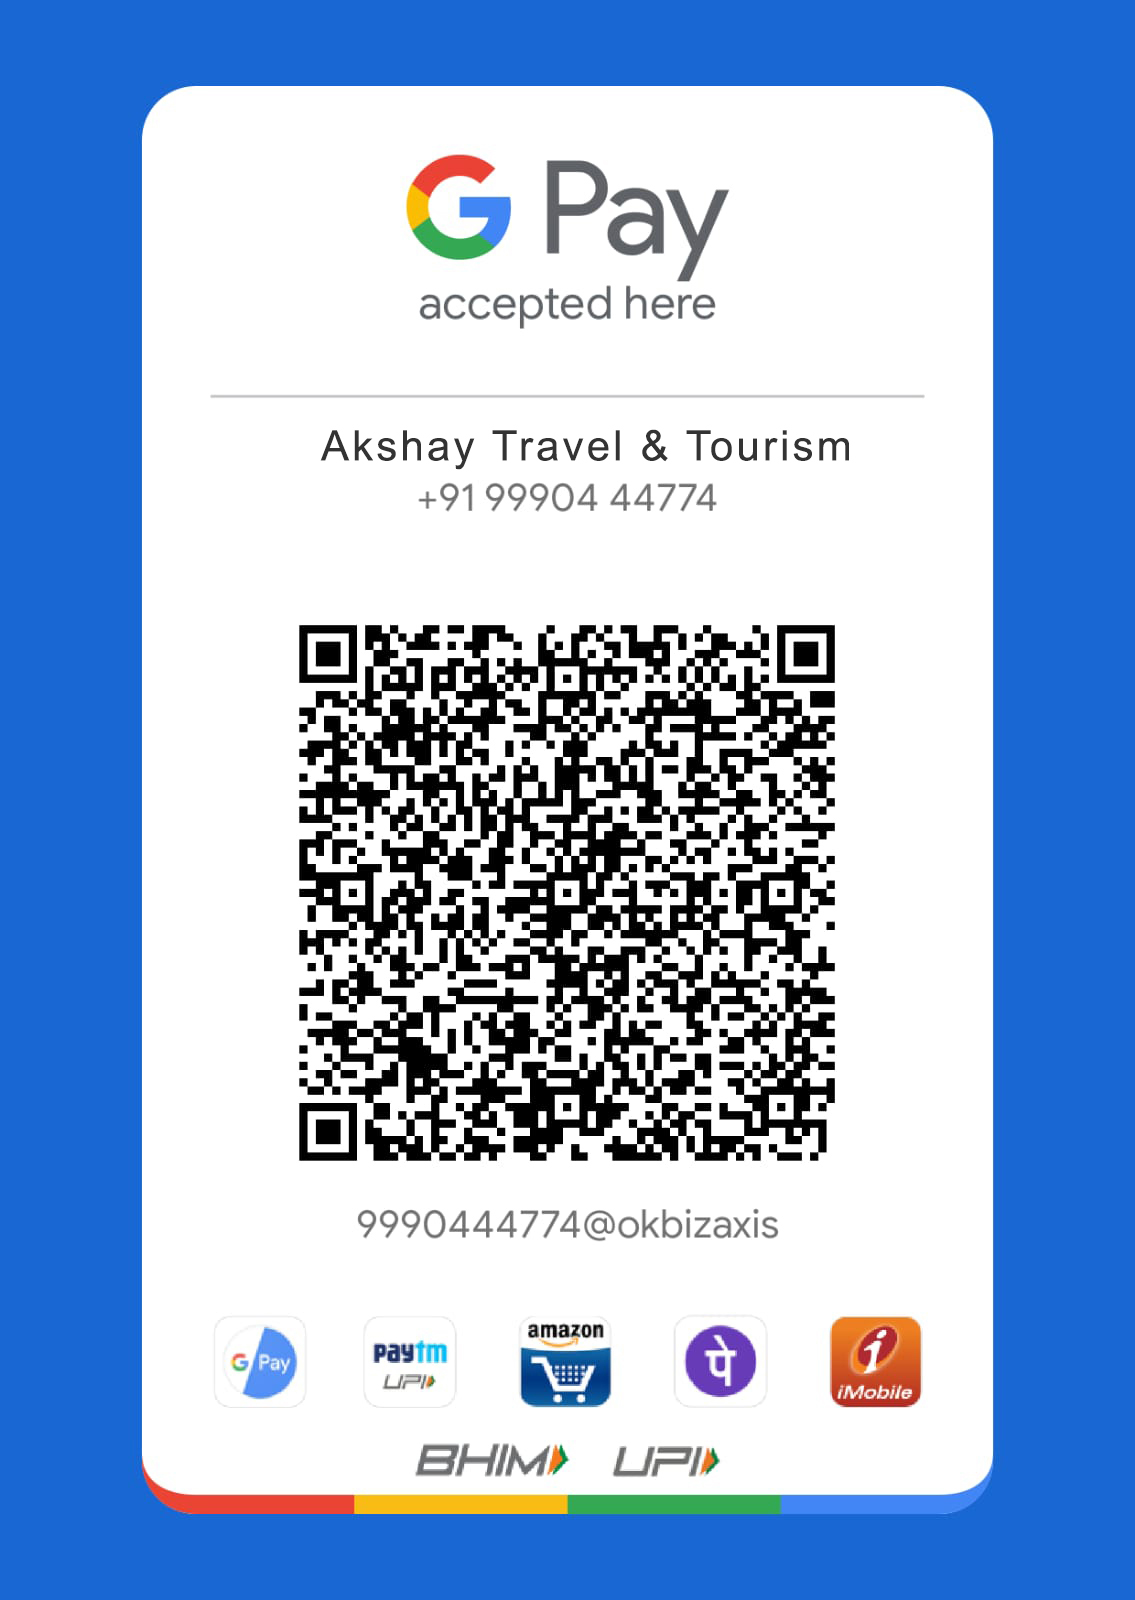 G Pay
accepted here
Akshay Travel & Tourism
+91 99904 44774
9990444774@okbizaxis
G Pay
paytm
UPI
amazon
पे
i
iMobile
BHIM UPI